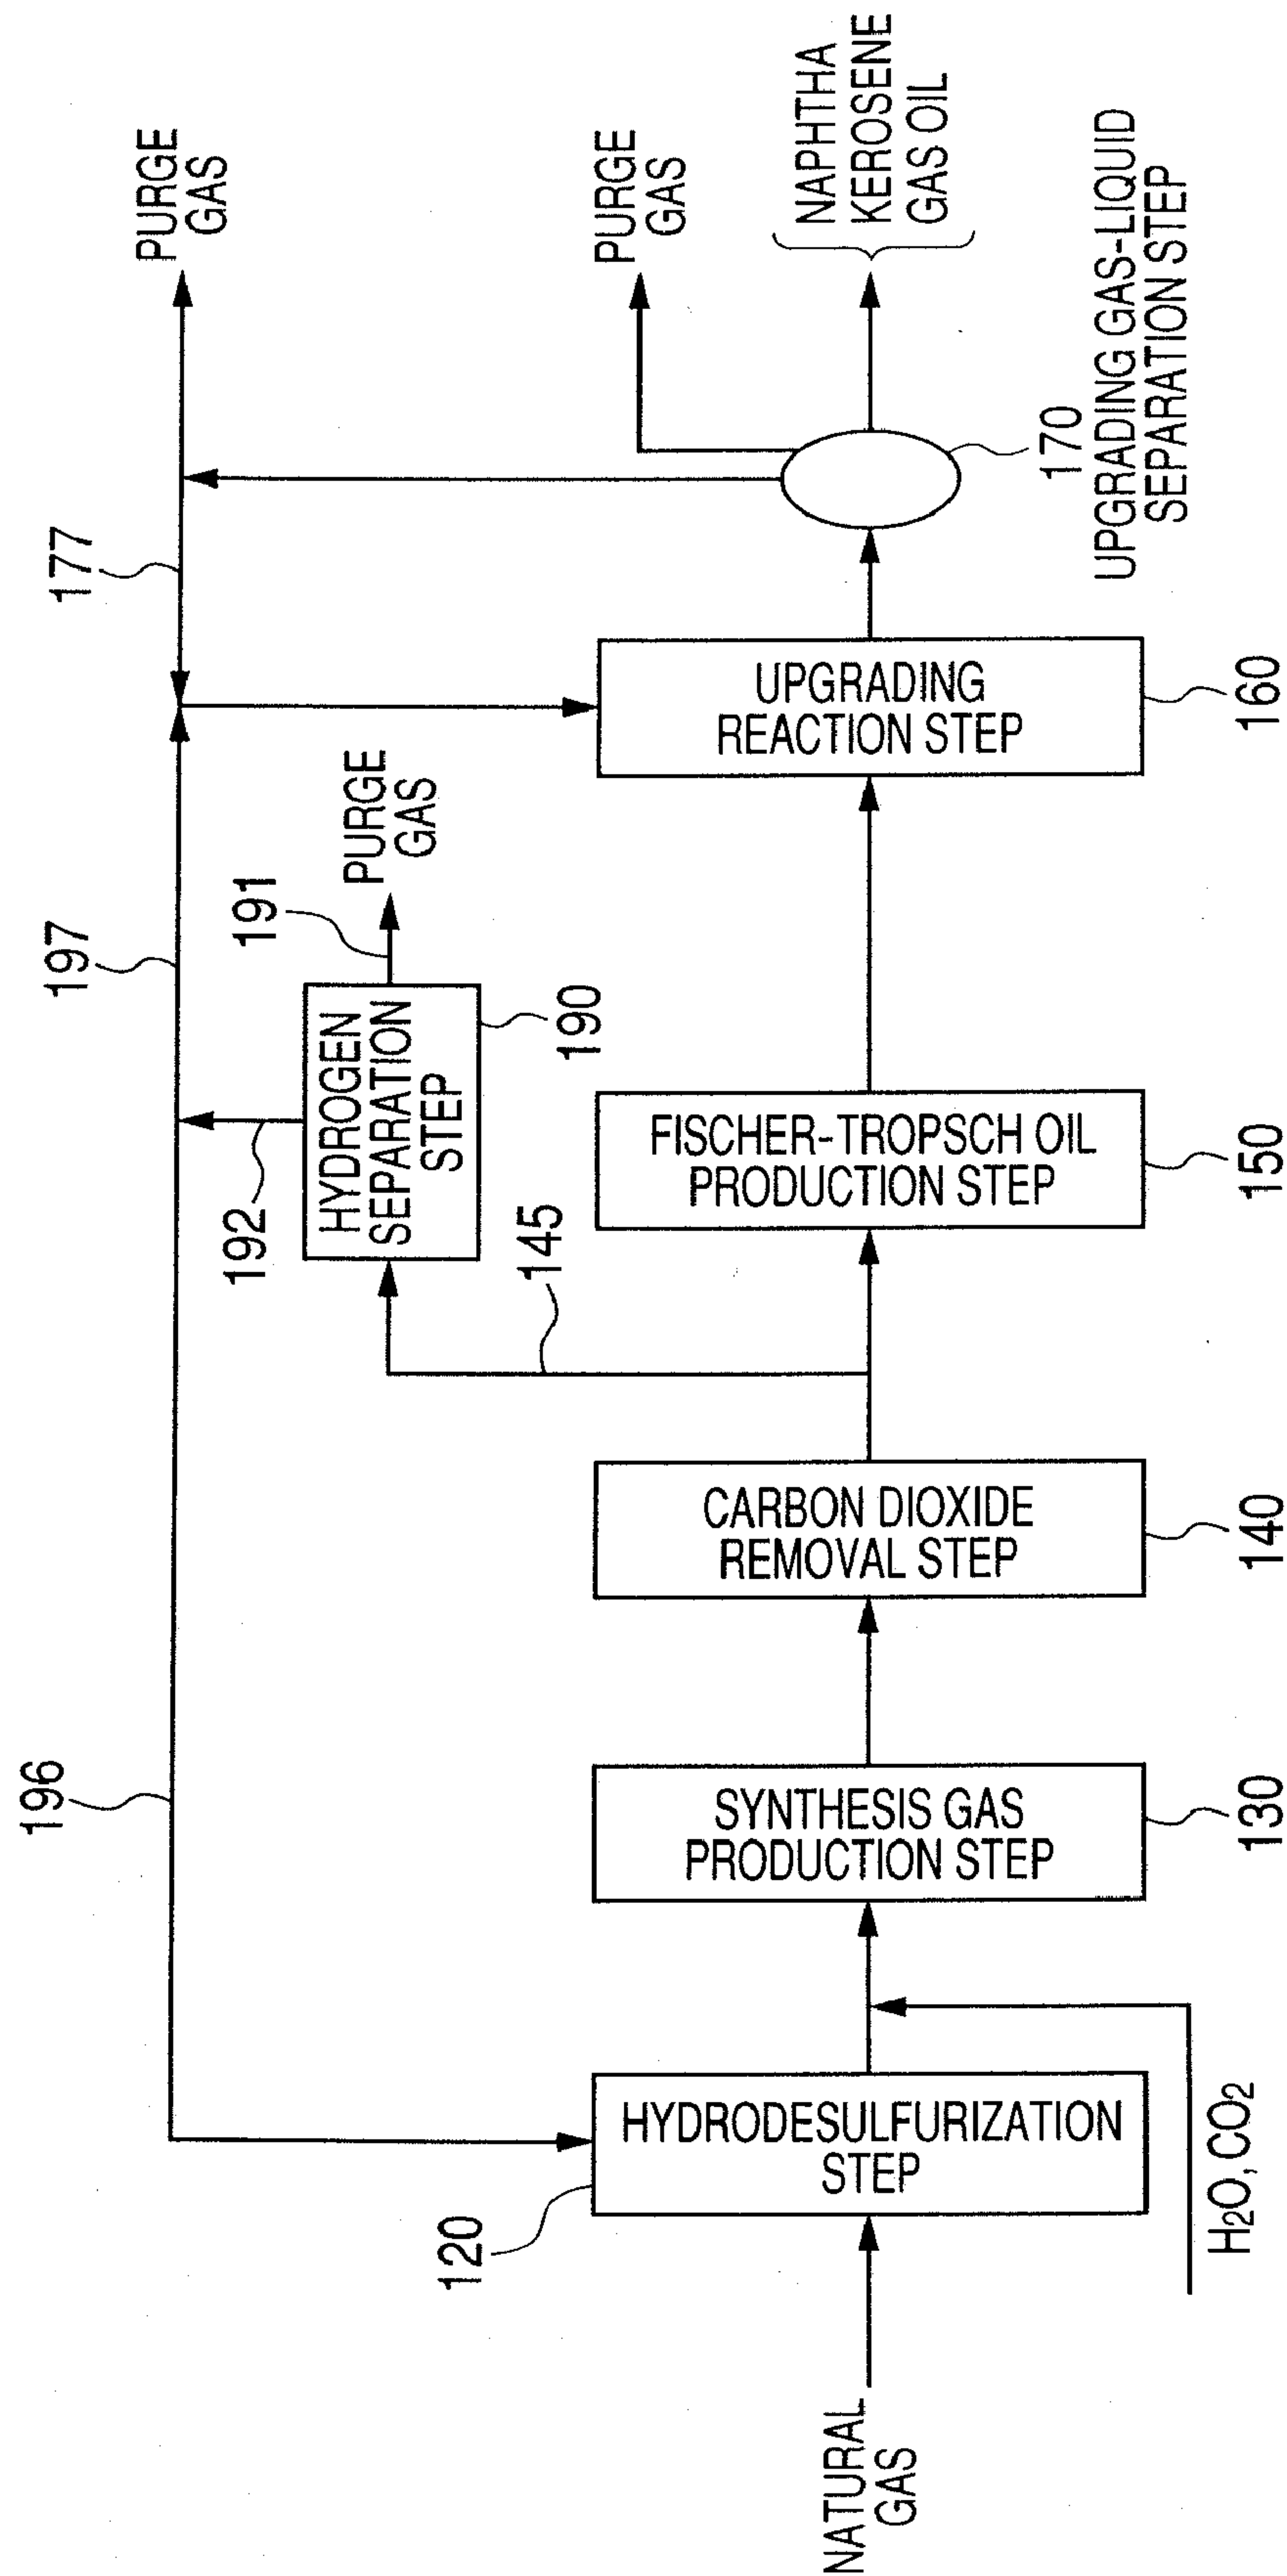 196
197
177
PURGE
GAS
192
HYDROGEN
SEPARATION
STEP
191
PURGE
GAS
190
145
PURGE
GAS
120
NATURAL
GAS
HYDRODESULFURIZATION
STEP
SYNTHESIS GAS
PRODUCTION STEP
CARBON DIOXIDE
REMOVAL STEP
FISCHER-TROPSCH OIL
PRODUCTION STEP
UPGRADING
REACTION STEP
NAPHTHA
KEROSENE
GAS OIL
H2O, CO2
130
140
150
160
170
UPGRADING GAS-LIQUID
SEPARATION STEP